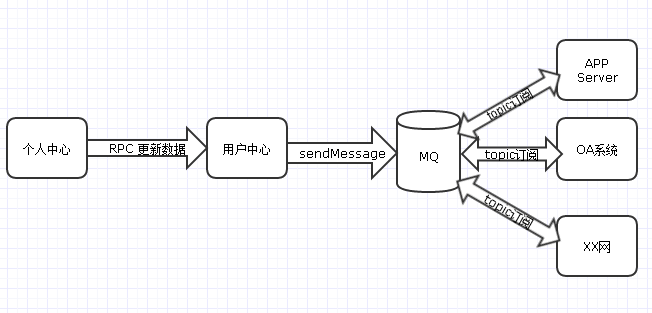 个人中心
RPC 更新数据
用户中心
sendMessage
MQ
topic订阅
APP
Server
topic订阅
OA系统
topic订阅
XX网